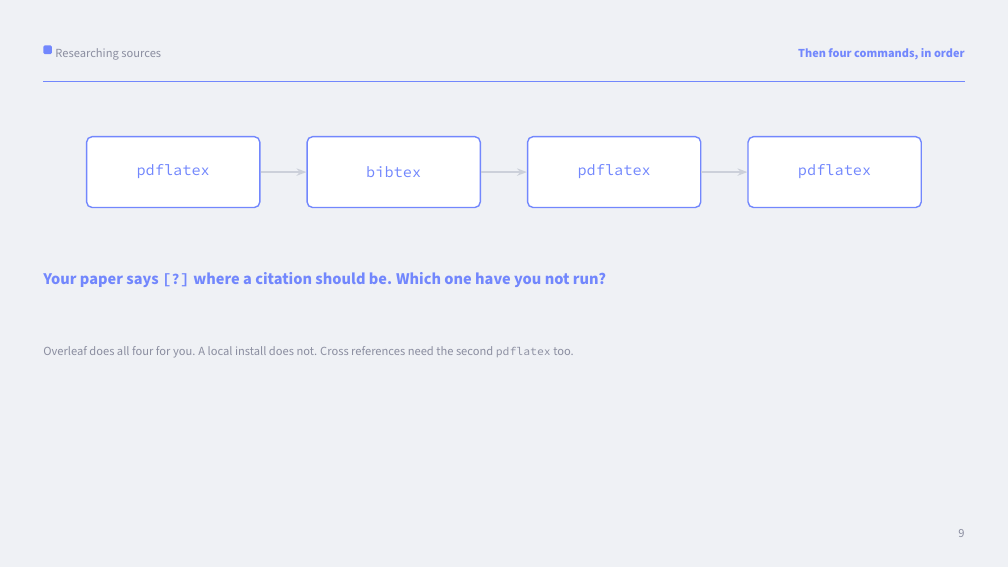 Researching sources
Then four commands, in order
pdflatex
bibtex
pdflatex
pdflatex
Your paper says [?] where a citation should be. Which one have you not run?
Overleaf does all four for you. A local install does not. Cross references need the second pdflatex too.
9